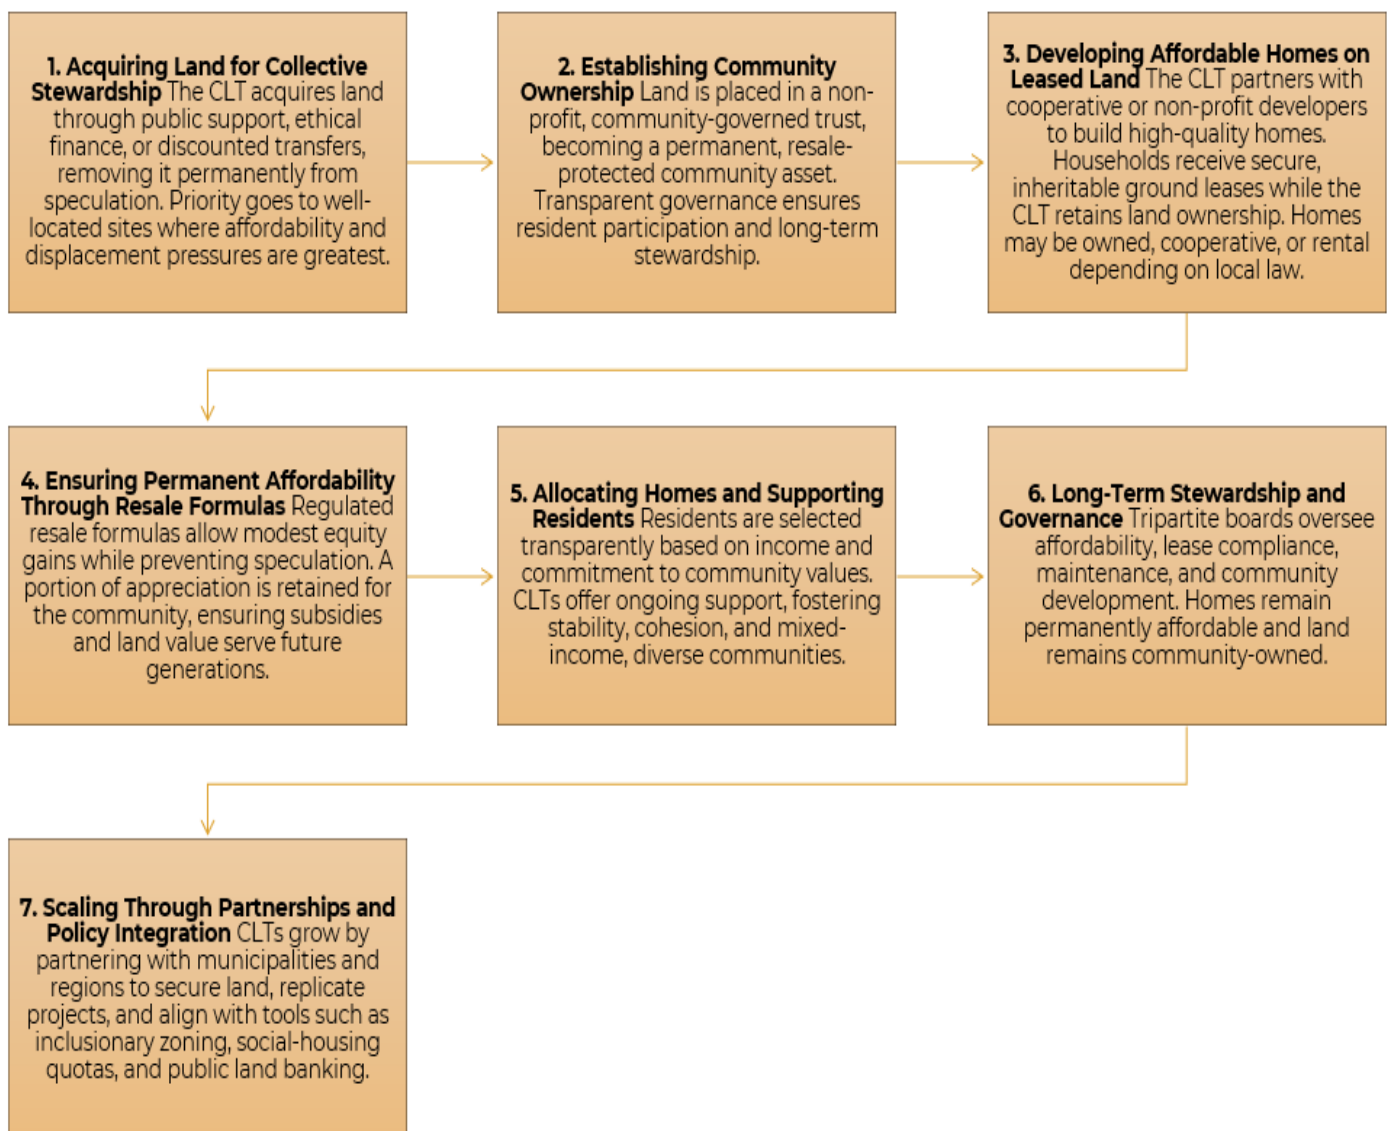 1. Acquiring Land for Collective
Stewardship The CLT acquires land
through public support, ethical
finance, or discounted transfers,
removing it permanently from
speculation. Priority goes to well-
located sites where affordability and
displacement pressures are greatest.
2. Establishing Community
Ownership Land is placed in a non-
profit, community-governed trust,
becoming a permanent, resale-
protected community asset.
Transparent governance ensures
resident participation and long-term
stewardship.
3. Developing Affordable Homes on
Leased Land The CLT partners with
cooperative or non-profit developers
to build high-quality homes.
Households receive secure,
inheritable ground leases while the
CLT retains land ownership. Homes
may be owned, cooperative, or rental
depending on local law.
4. Ensuring Permanent Affordability
Through Resale Formulas Regulated
resale formulas allow modest equity
gains while preventing speculation. A
portion of appreciation is retained for
the community, ensuring subsidies
and land value serve future
generations.
5. Allocating Homes and Supporting
Residents Residents are selected
transparently based on income and
commitment to community values.
CLTs offer ongoing support, fostering
stability, cohesion, and mixed-
income, diverse communities.
6. Long-Term Stewardship and
Governance Tripartite boards oversee
affordability, lease compliance,
maintenance, and community
development. Homes remain
permanently affordable and land
remains community-owned.
7. Scaling Through Partnerships and
Policy Integration CLTs grow by
partnering with municipalities and
regions to secure land, replicate
projects, and align with tools such as
inclusionary zoning, social-housing
quotas, and public land banking.